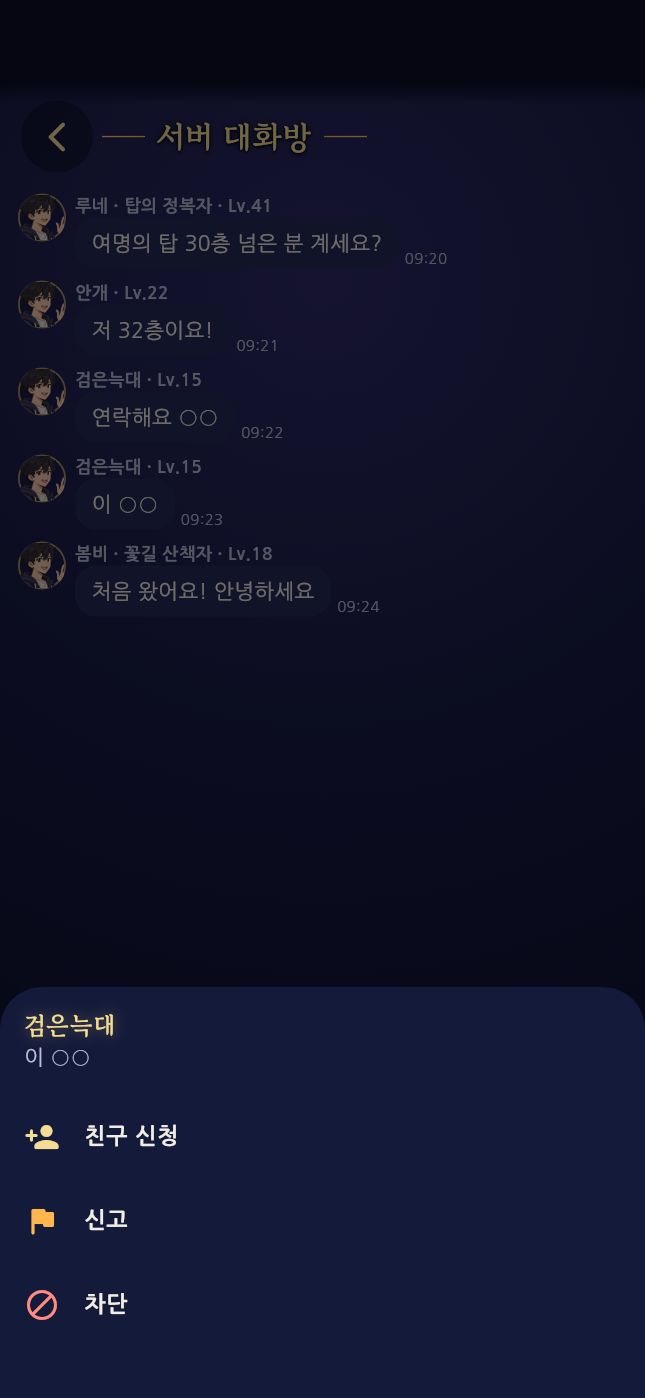 서버 대화방
루네 · 탑의 정복자 · Lv.41
여명의 탑 30층 넘은 분 계세요?
09:20
안개 · Lv.22
저 32층이요!
09:21
검은늑대 · Lv.15
연락해요 ○○
09:22
검은늑대 · Lv.15
이 ○○
09:23
봄비 · 꽃길 산책자 · Lv.18
처음 왔어요! 안녕하세요
09:24
검은늑대
이 ○○
친구 신청
신고
차단